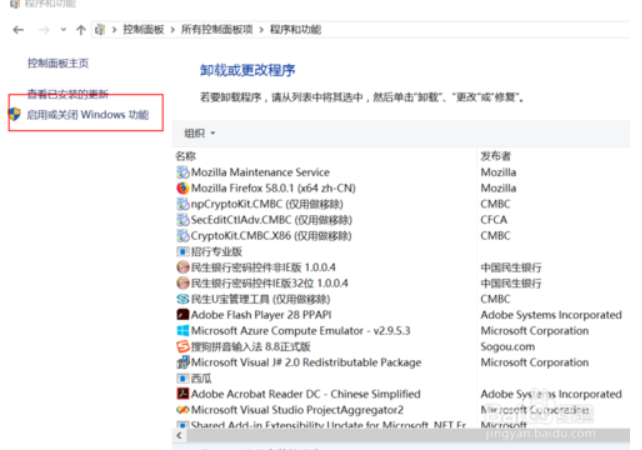 程序和功能
控制面板 > 所有控制面板项 > 程序和功能
控制面板主页
查看已安装的更新
启用或关闭 Windows 功能
卸载或更改程序
若要卸载程序，请从列表中将其选中，然后单击"卸载"、"更改"或"修复"。
组织
名称 发布者
Mozilla Maintenance Service Mozilla
Mozilla Firefox 58.0.1 (x64 zh-CN) Mozilla
npCryptoKit.CMBC (仅用做移除) CMBC
SecEditCtlAdv.CMBC (仅用做移除) CFCA
CryptoKit.CMBC.X86 (仅用做移除) CMBC
招行专业版
民生银行密码控件非IE版 1.0.0.4 中国民生银行
民生银行密码控件IE版32位 1.0.0.4 中国民生银行
民生U宝管理工具 (仅用做移除) CMBC
Adobe Flash Player 28 PPAPI Adobe Systems Incorporated
Microsoft Azure Compute Emulator - v2.9.5.3 Microsoft Corporation
搜狗拼音输入法 8.8正式版 Sogou.com
Microsoft Visual J# 2.0 Redistributable Package Microsoft Corporation
西瓜
Adobe Acrobat Reader DC - Chinese Simplified Adobe Systems Incorporated
Microsoft Visual Studio ProjectAggregator2 Microsoft Corporation
Shared Add-in Extensibility Update for Microsoft .NET Fr Microsoft
jingyan.baidu.com